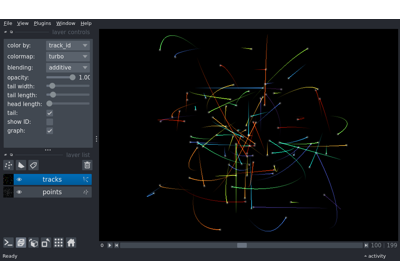 File View Plugins Window Help
layer controls
color by: track_id
colormap: turbo
blending: additive
opacity: 1.00
tail width:
tail length:
head length:
tail:
show ID:
graph:
layer list
tracks
points
0 100 199
Ready activity